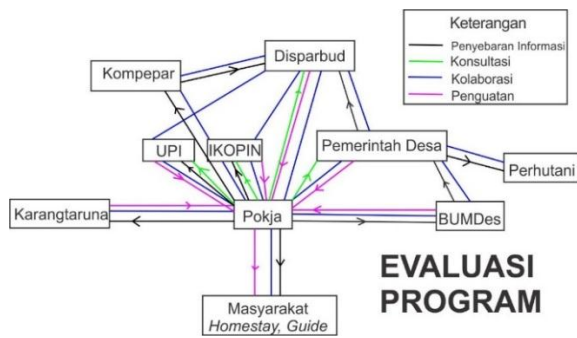 Keterangan
Penyebaran Informasi
Konsultasi
Kolaborasi
Penguatan
Disparbud
Kompepar
UPI
IKOPIN
Pemerintah Desa
Perhutani
Karangtaruna
Pokja
BUMDes
EVALUASI
PROGRAM
Masyarakat
Homestay, Guide